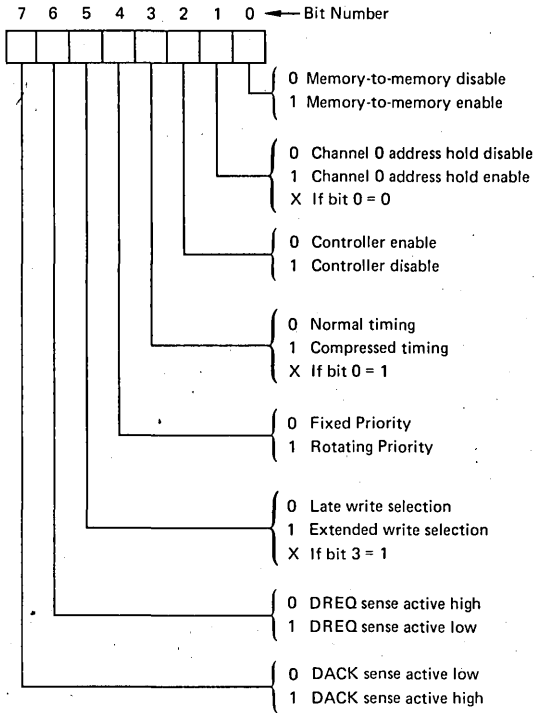 7 6 5 4 3 2 1 0 Bit Number
0 Memory-to-memory disable
1 Memory-to-memory enable
0 Channel 0 address hold disable
1 Channel 0 address hold enable
X If bit 0 = 0
0 Controller enable
1 Controller disable
0 Normal timing
1 Compressed timing
X If bit 0 = 1
0 Fixed Priority
1 Rotating Priority
0 Late write selection
1 Extended write selection
X If bit 3 = 1
0 DREQ sense active high
1 DREQ sense active low
0 DACK sense active low
1 DACK sense active high